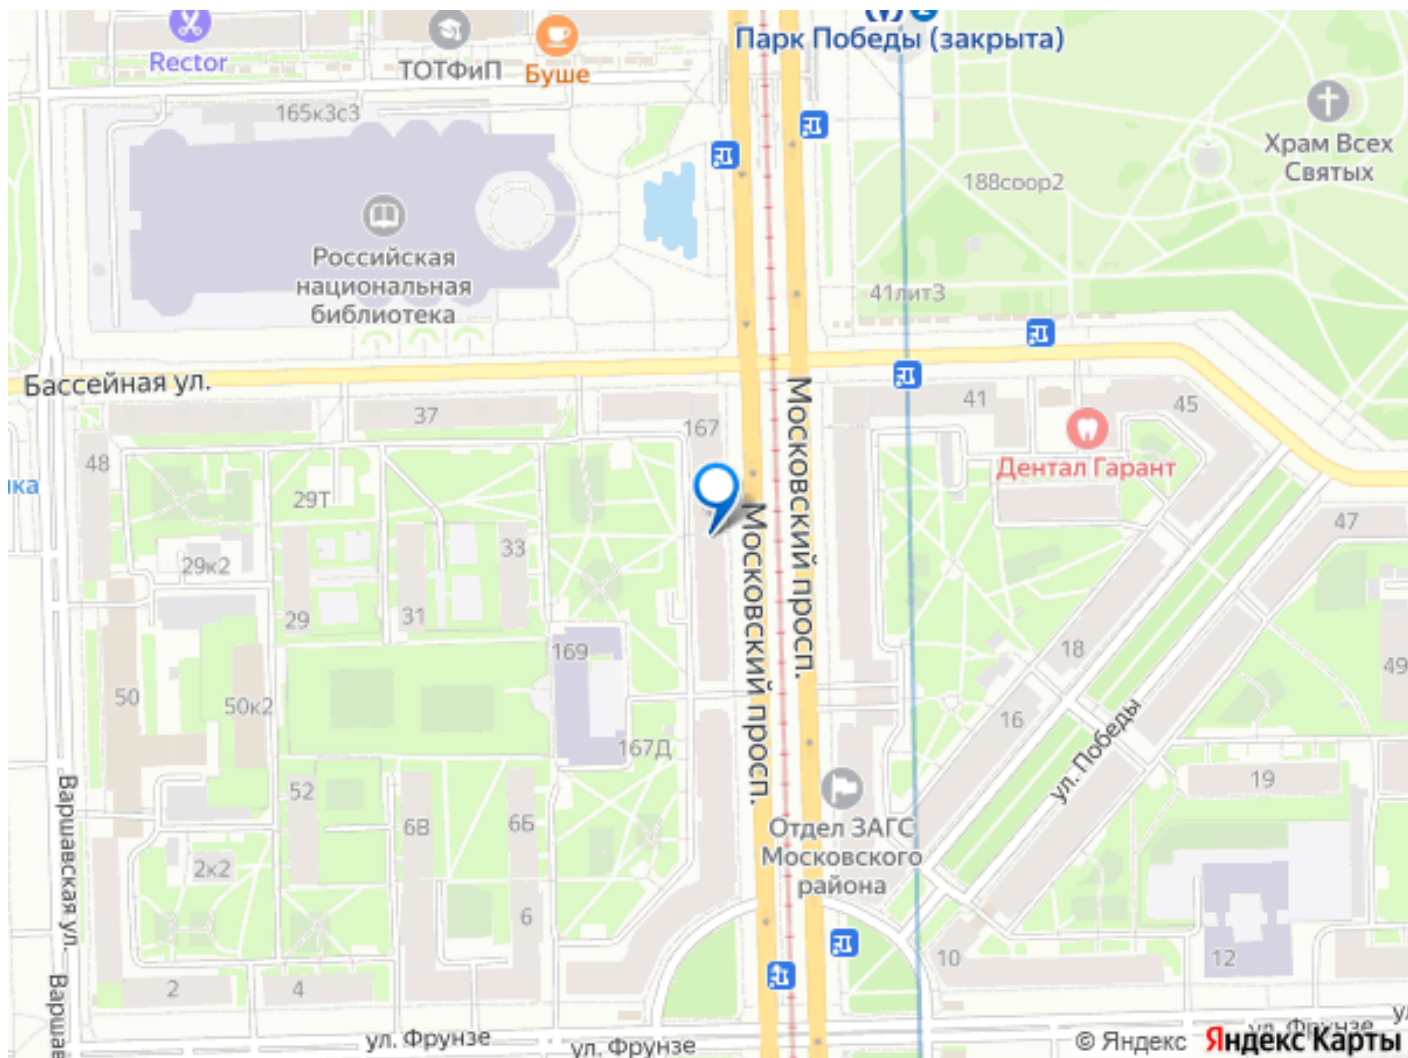 Парк Победы (закрыта)
Rector
ТОТФиП
Буше
165к3с3
Храм Всех
Святых
188соор2
Российская
национальная
библиотека
41лит3
Бассейная ул.
37
167
41
45
Московский просп.
48
Дентал Гарант
29Т
47
Московский просп.
33
29к2
29
31
169
18
49
50
50к2
16
167Д
ул. Победы
52
19
Варшавская ул.
6В
6Б
Отдел ЗАГС
Московского
района
2к2
6
10
12
2
4
ул. Фрунзе
ул. Фрунзе
ул. Фрунзе
© Яндекс
Яндекс Карты